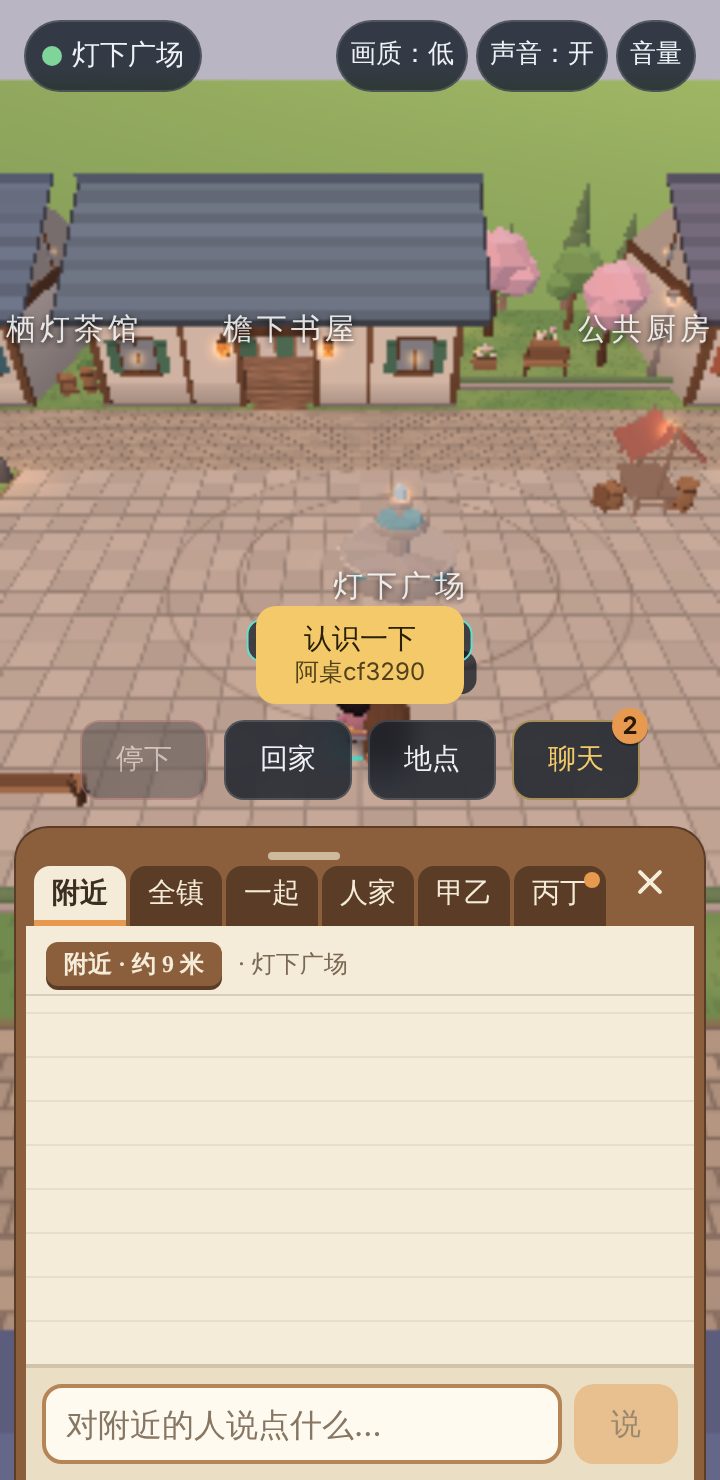 灯下广场
画质：低
声音：开
音量
栖灯茶馆
檐下书屋
公共厨房
灯下广场
认识一下
阿桌cf3290
停下
回家
地点
聊天
2
附近
全镇
一起
人家
甲乙
丙丁
附近 · 约 9 米
· 灯下广场
对附近的人说点什么...
说